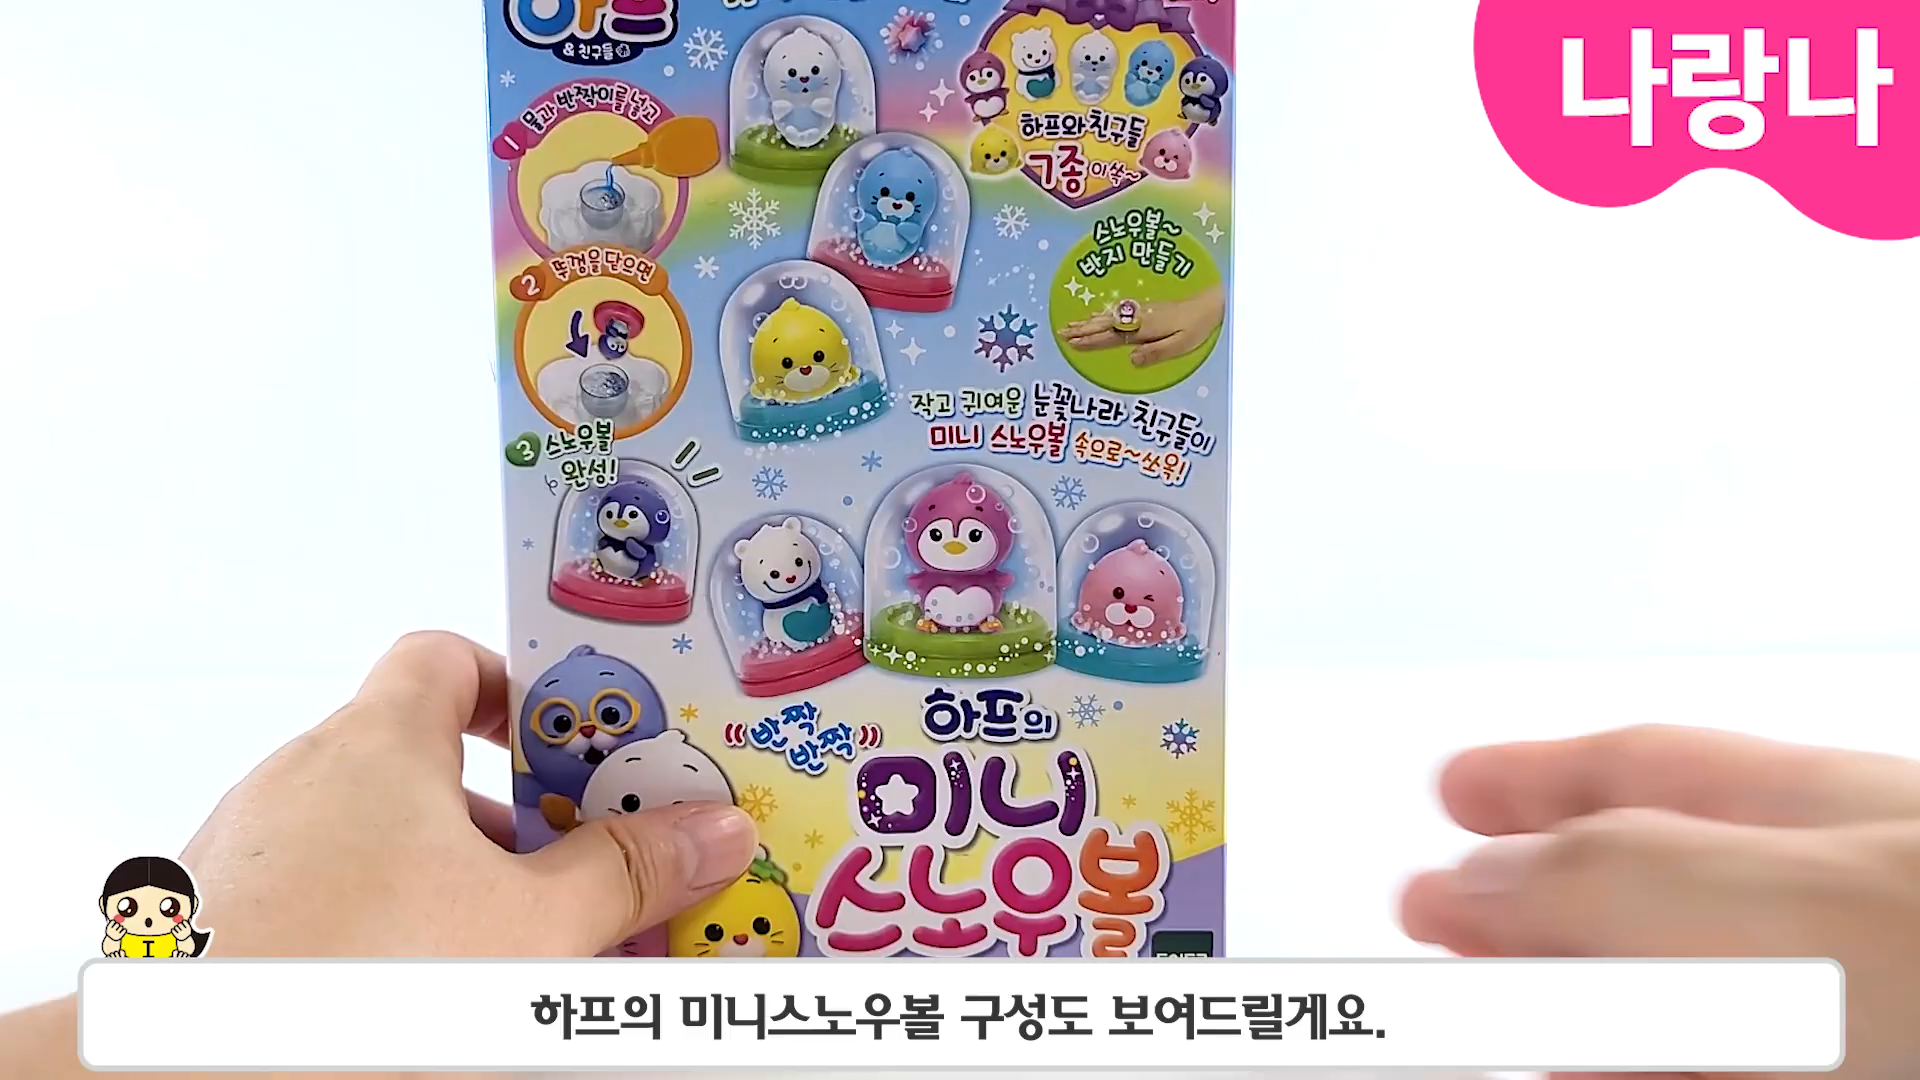 나랑나
하프
& 친구들
1 물과 반짝이를 넣고
2 뚜껑을 닫으면
3 스노우볼
완성!
하프와 친구들
7종 이쏙~
스노우볼~
반지 만들기
작고 귀여운 눈꽃나라 친구들이
미니 스노우볼 속으로~쏘옥!
반짝
반짝
하프의
미니
스노우볼
I
하프의 미니스노우볼 구성도 보여드릴게요.